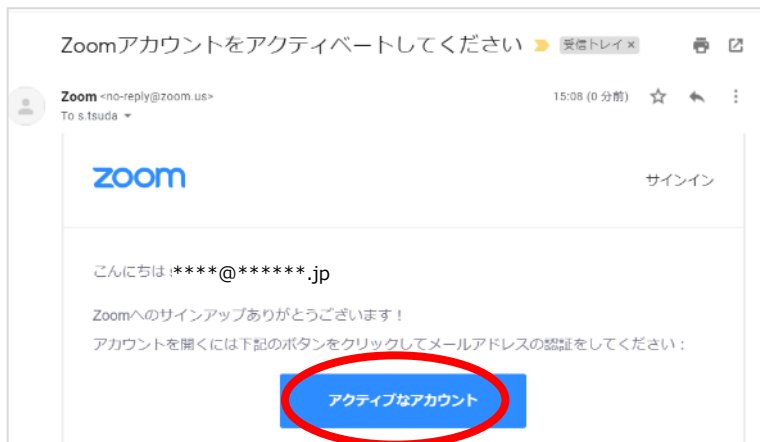 Zoomアカウントをアクティベートしてください 受信トレイ ×
Zoom <no-reply@zoom.us> 15:08 (0 分前)
To s.tsuda
zoom サインイン
こんにちは ****@******.jp
Zoomへのサインアップありがとうございます！
アカウントを開くには下記のボタンをクリックしてメールアドレスの認証をしてください：
アクティブなアカウント